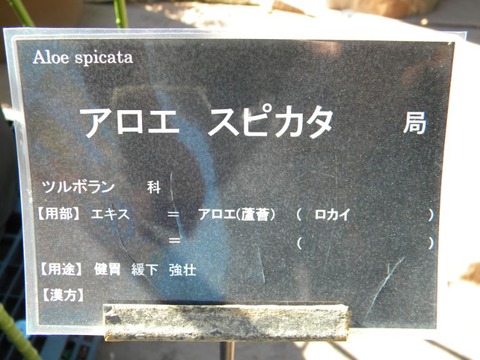 Aloe spicata
アロエ スピカタ 局
ツルボラン 科
【用部】 エキス ＝ アロエ(蘆薈) ( ロカイ )
＝ ( )
【用途】 健胃 緩下 強壮
【漢方】